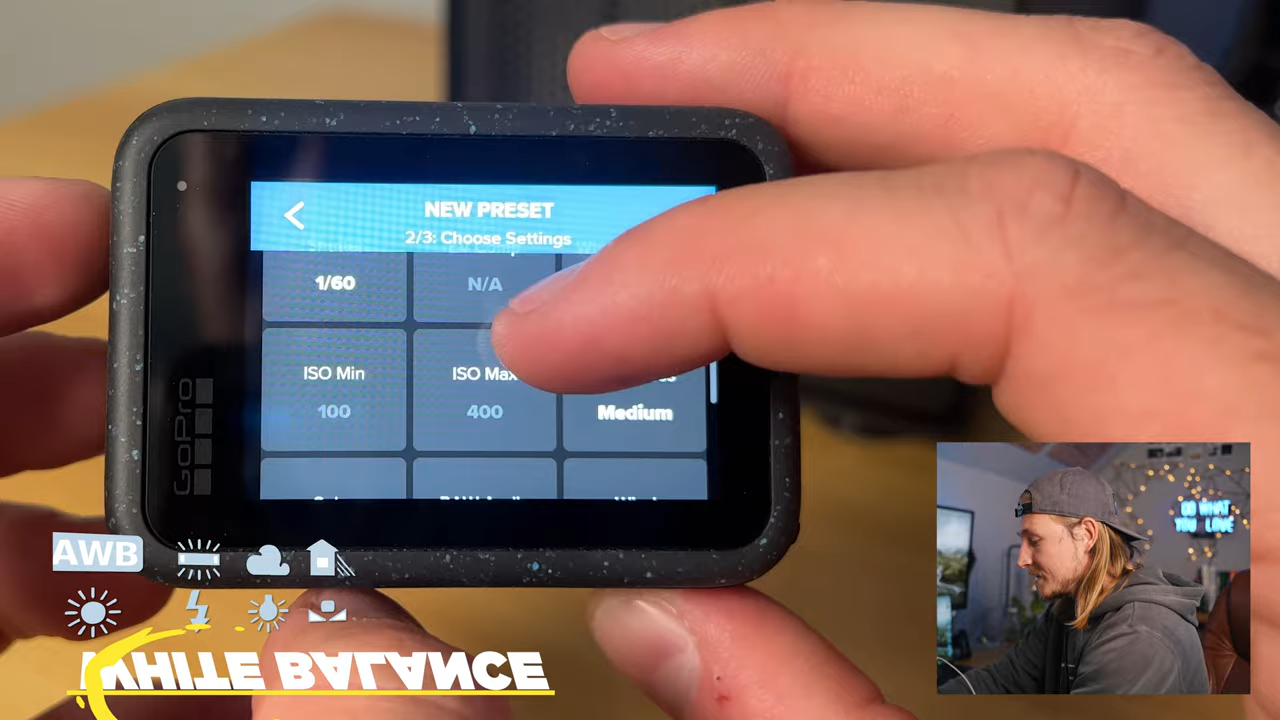 NEW PRESET
2/3: Choose Settings
1/60
N/A
ISO Min
ISO Max
100
400
Medium
GoPro
AWB
DO WHAT
YOU LOVE
WHITE BALANCE